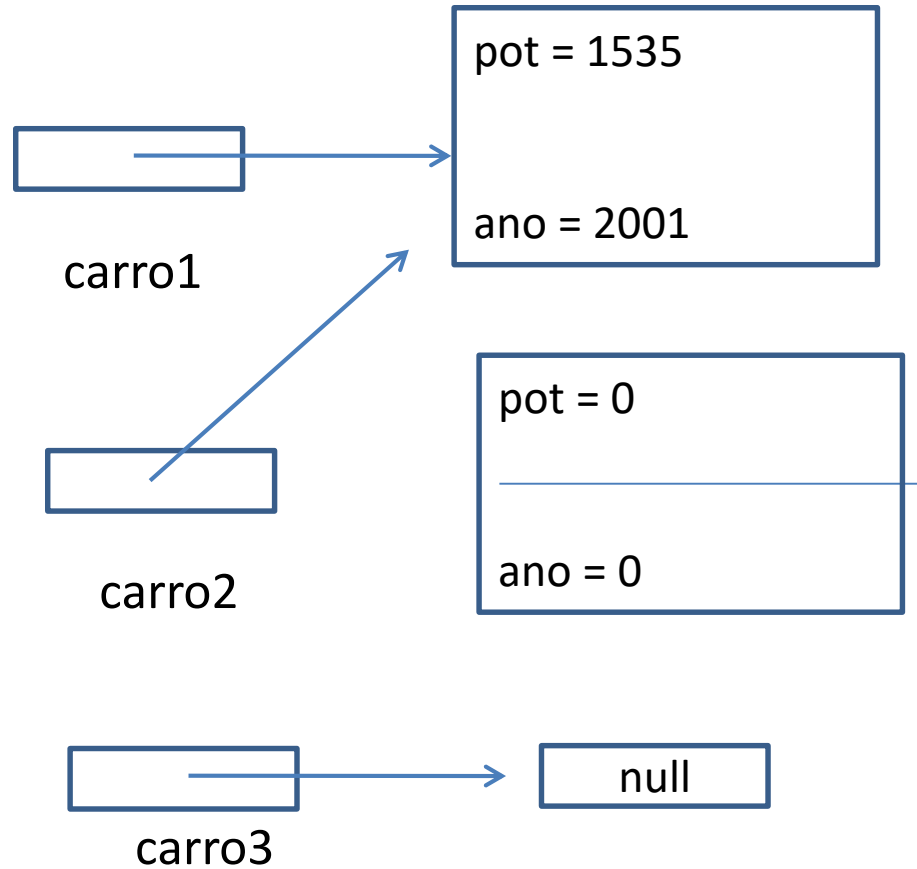 pot = 1535
ano = 2001
carro1
pot = 0
ano = 0
carro2
null
carro3